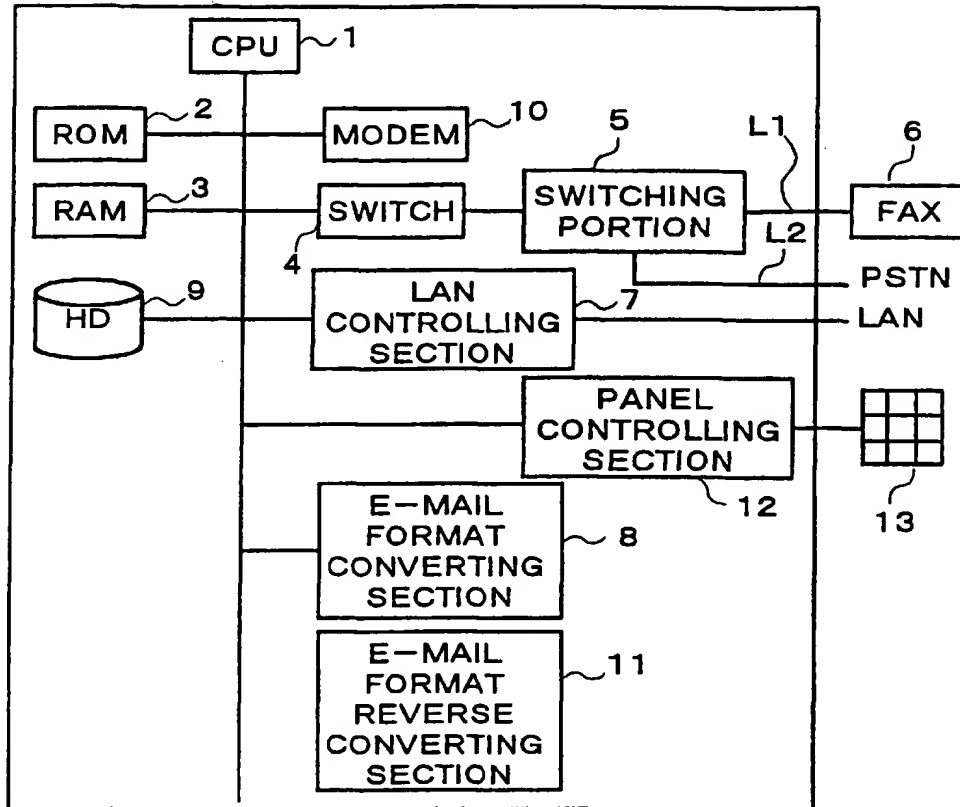 CPU
1
ROM
2
MODEM
10
RAM
3
SWITCH
4
SWITCHING
PORTION
5
L1
L2
FAX
6
PSTN
LAN
HD
9
LAN
CONTROLLING
SECTION
7
PANEL
CONTROLLING
SECTION
12
13
E-MAIL
FORMAT
CONVERTING
SECTION
8
E-MAIL
FORMAT
REVERSE
CONVERTING
SECTION
11